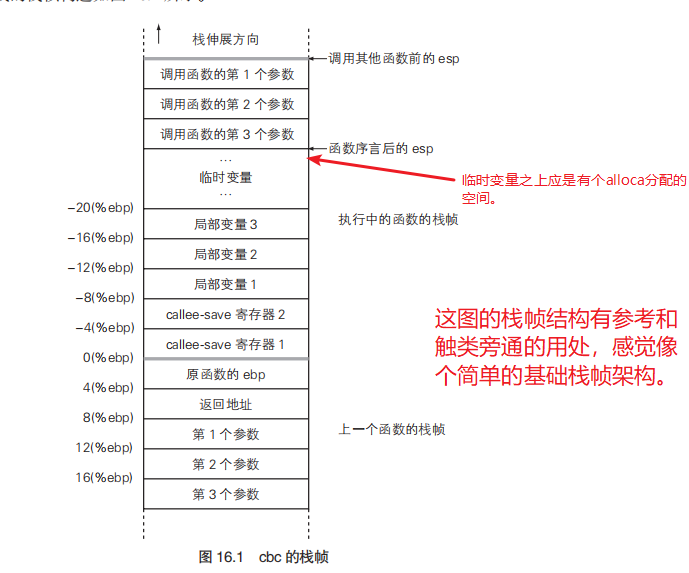 栈伸展方向
调用其他函数前的 esp
调用函数的第 1 个参数
调用函数的第 2 个参数
调用函数的第 3 个参数
函数序言后的 esp
…
临时变量
…
临时变量之上应是有个alloca分配的
空间。
−20(%ebp)
执行中的函数的栈帧
局部变量 3
−16(%ebp)
局部变量 2
−12(%ebp)
局部变量 1
−8(%ebp)
callee-save 寄存器 2
−4(%ebp)
callee-save 寄存器 1
0(%ebp)
这图的栈帧结构有参考和
触类旁通的用处，感觉像
个简单的基础栈帧架构。
原函数的 ebp
4(%ebp)
返回地址
8(%ebp)
第 1 个参数
上一个函数的栈帧
12(%ebp)
第 2 个参数
16(%ebp)
第 3 个参数
图 16.1 cbc 的栈帧